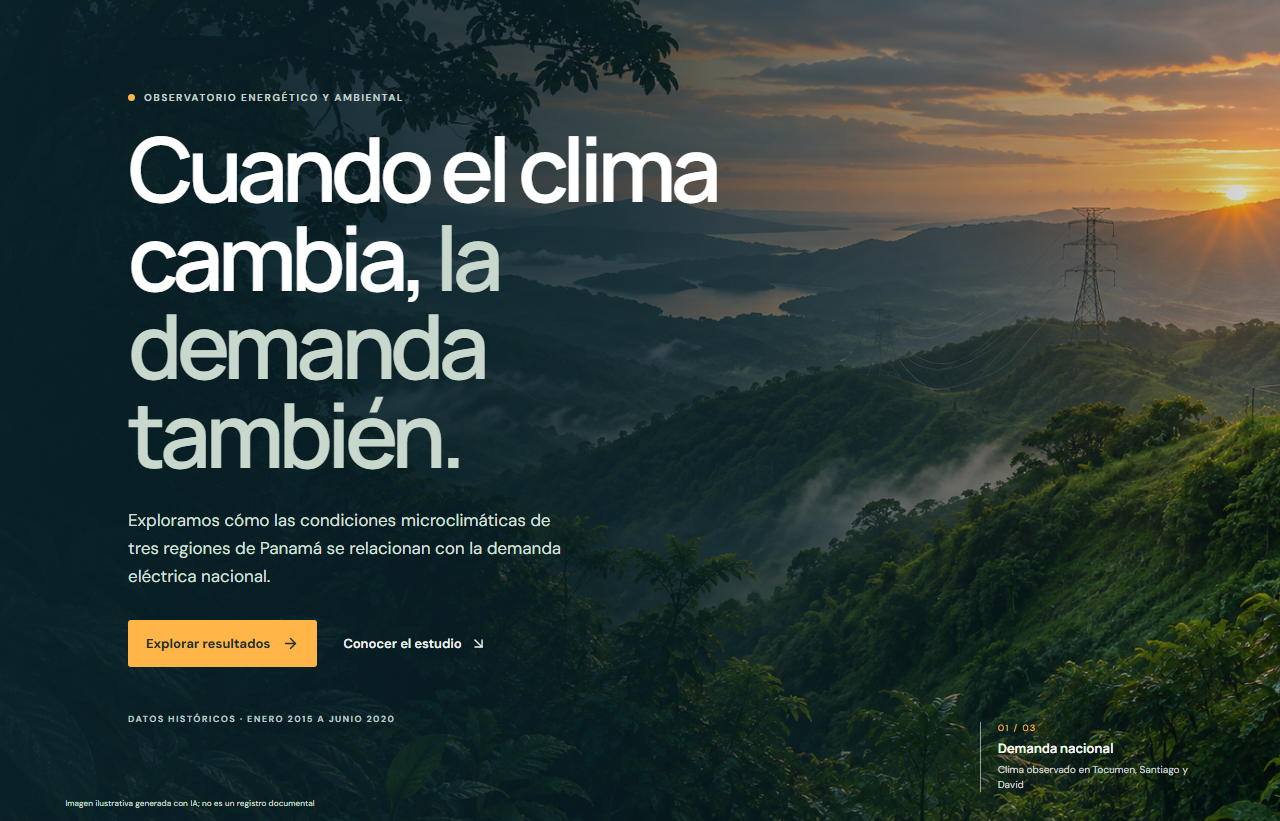 OBSERVATORIO ENERGÉTICO Y AMBIENTAL
Cuando el clima
cambia, la
demanda
también.
Exploramos cómo las condiciones microclimáticas de
tres regiones de Panamá se relacionan con la demanda
eléctrica nacional.
Explorar resultados →
Conocer el estudio ↘
DATOS HISTÓRICOS · ENERO 2015 A JUNIO 2020
01 / 03
Demanda nacional
Clima observado en Tocumen, Santiago y
David
Imagen ilustrativa generada con IA; no es un registro documental